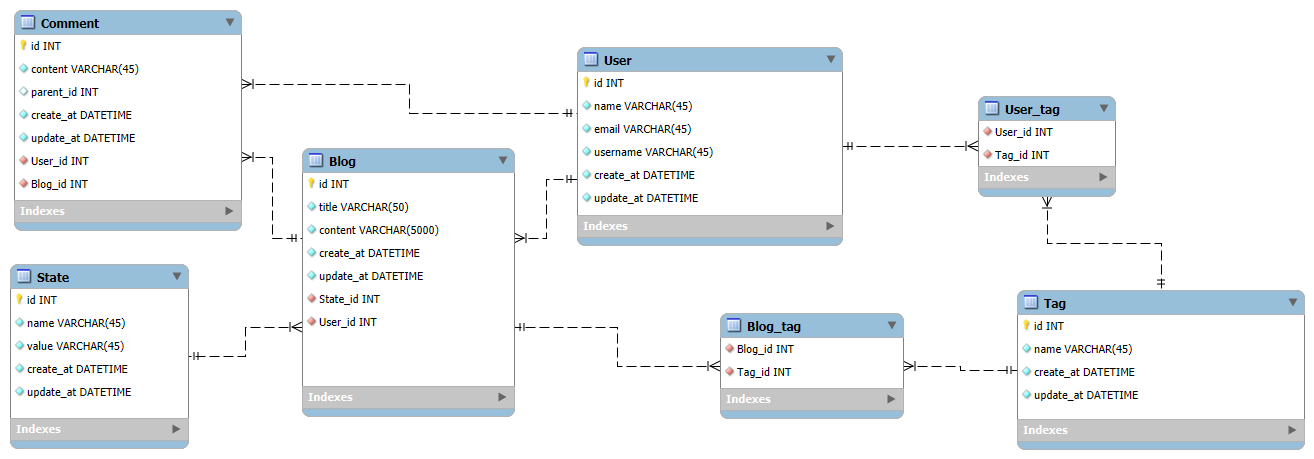 Comment
id INT
content VARCHAR(45)
parent_id INT
create_at DATETIME
update_at DATETIME
User_id INT
Blog_id INT
Indexes
State
id INT
name VARCHAR(45)
value VARCHAR(45)
create_at DATETIME
update_at DATETIME
Indexes
Blog
id INT
title VARCHAR(50)
content VARCHAR(5000)
create_at DATETIME
update_at DATETIME
State_id INT
User_id INT
Indexes
User
id INT
name VARCHAR(45)
email VARCHAR(45)
username VARCHAR(45)
create_at DATETIME
update_at DATETIME
Indexes
Blog_tag
Blog_id INT
Tag_id INT
Indexes
User_tag
User_id INT
Tag_id INT
Indexes
Tag
id INT
name VARCHAR(45)
create_at DATETIME
update_at DATETIME
Indexes